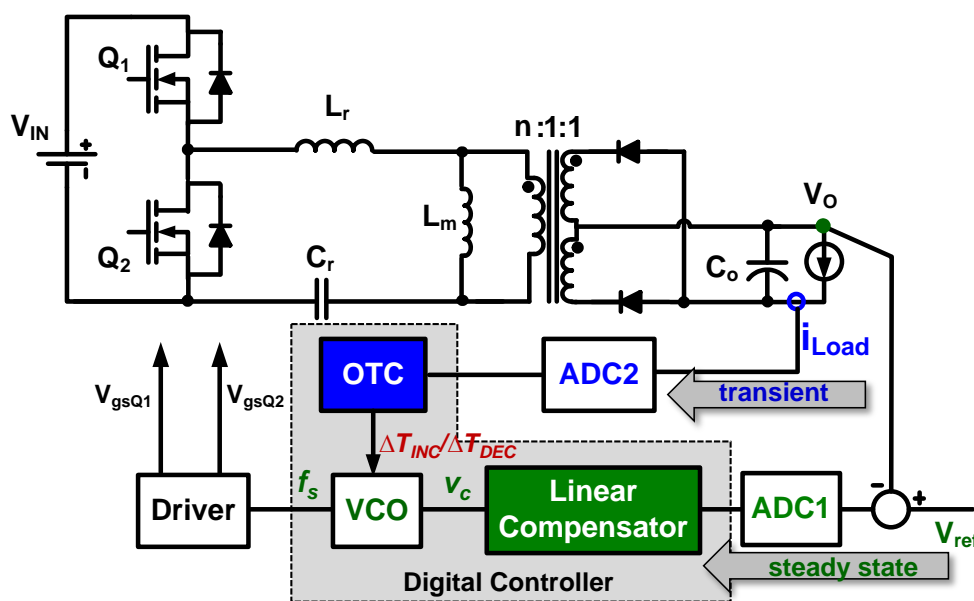 Q1
VIN
+
-
Lr
n :1:1
VO
Lm
Q2
Cr
Co
iLoad
OTC
ADC2
transient
VgsQ1
VgsQ2
ΔTINC/ΔTDEC
fs
vc
Driver
VCO
Linear
Compensator
ADC1
-
+
Vref
steady state
Digital Controller